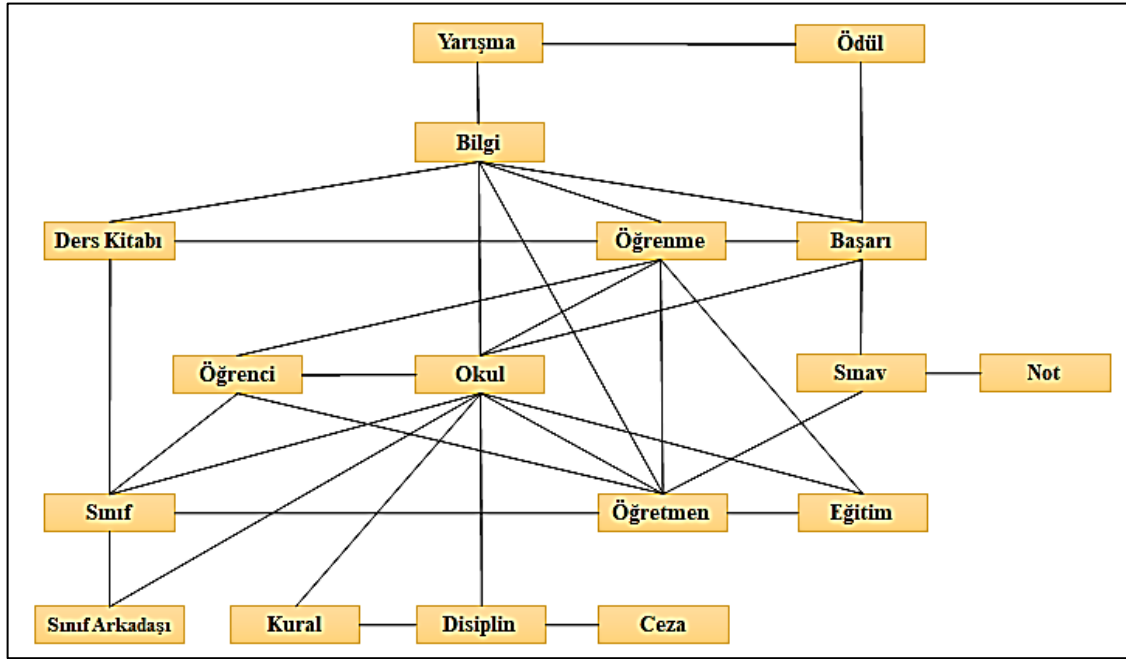 Yarışma
Ödül
Bilgi
Ders Kitabı
Öğrenme
Başarı
Öğrenci
Okul
Sınav
Not
Sınıf
Öğretmen
Eğitim
Sınıf Arkadaşı
Kural
Disiplin
Ceza